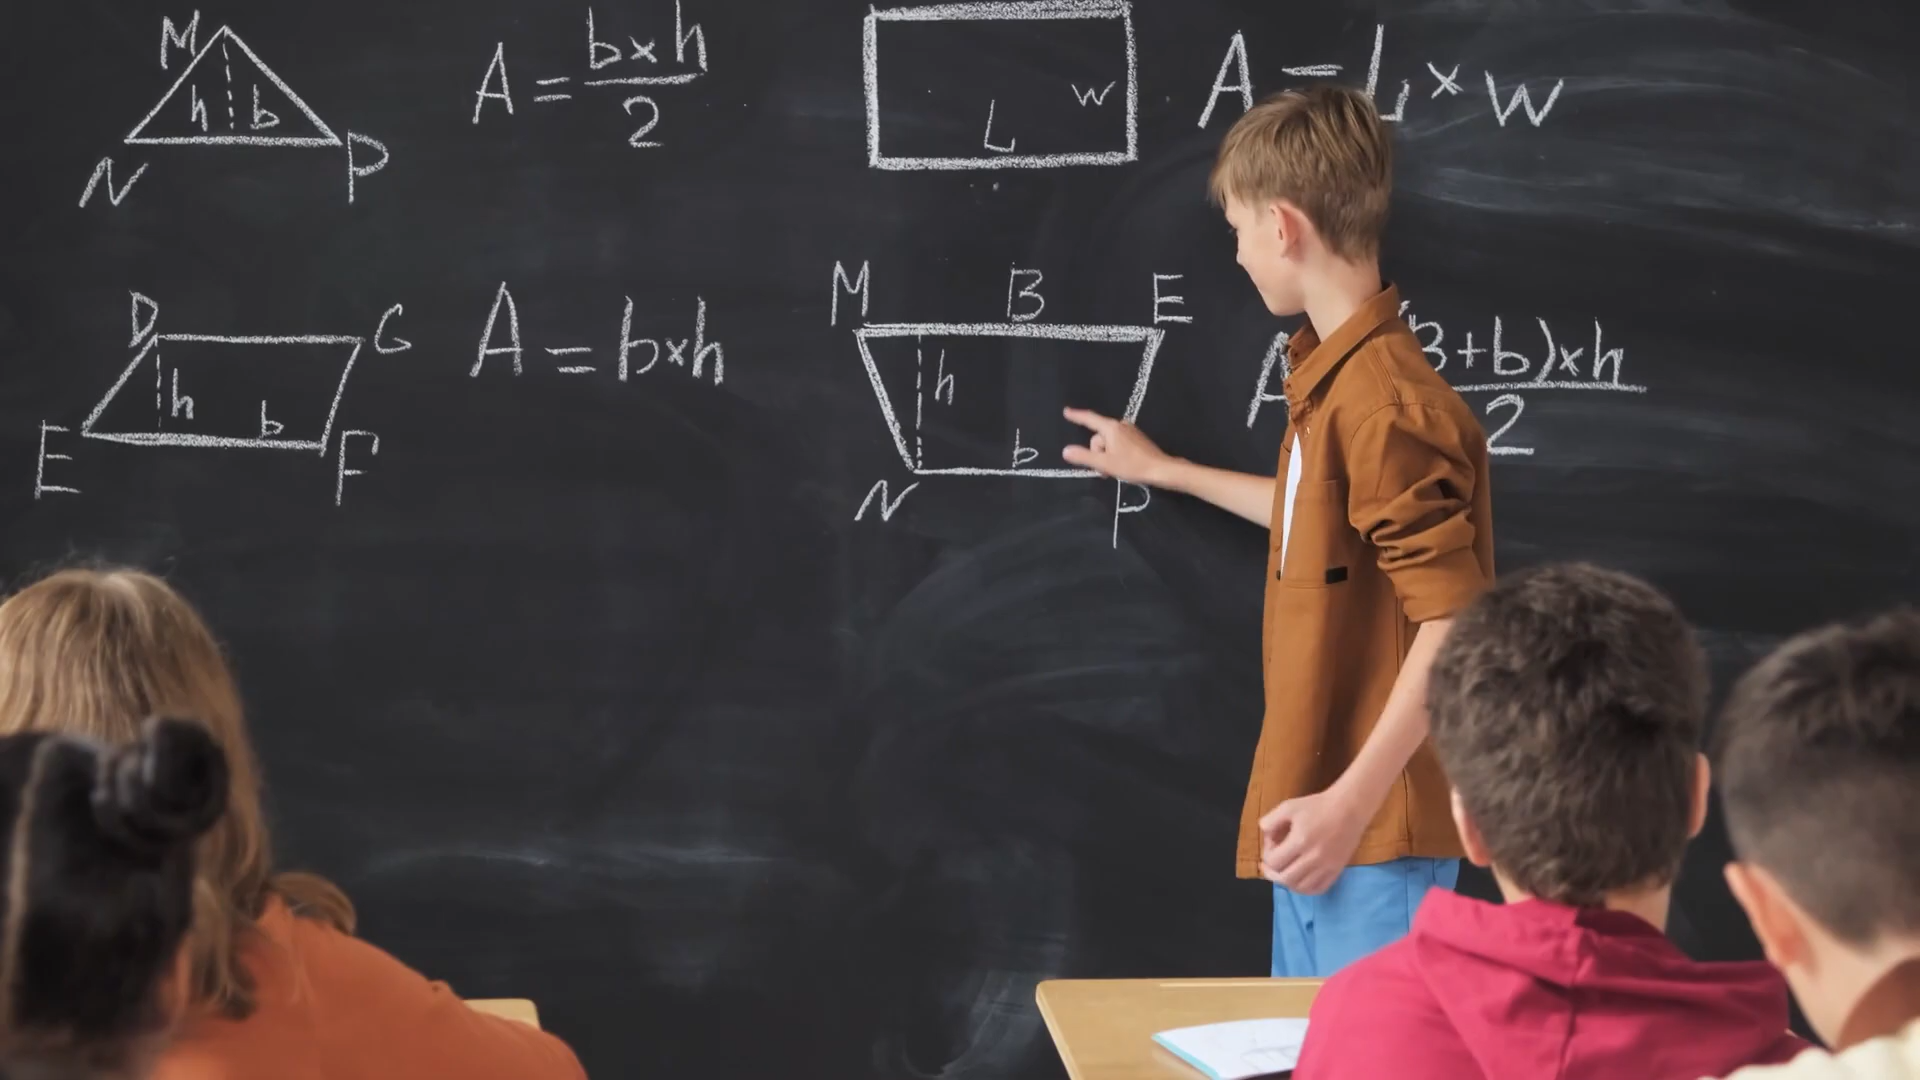 M
h b
N P
A = b×h
2
L W
A = L × W
D G
h b
E F
A = b×h
M B E
h
b
N P
A (B+b)×h
2